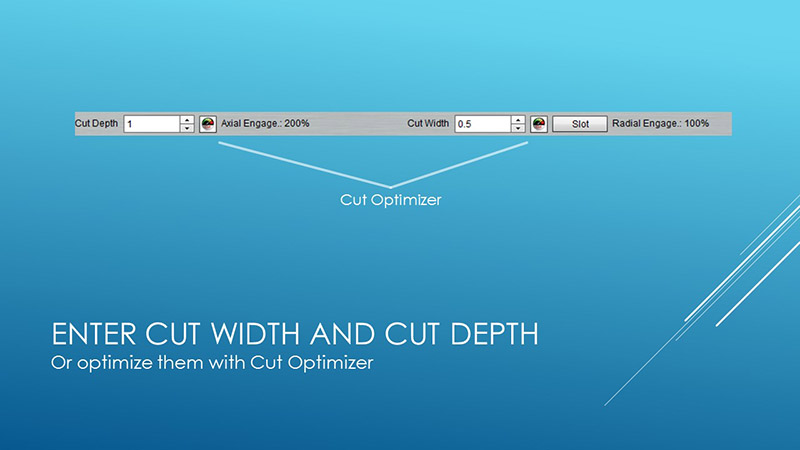 Cut Depth 1 Axial Engage.: 200% Cut Width 0.5 Slot Radial Engage.: 100%
Cut Optimizer
ENTER CUT WIDTH AND CUT DEPTH
Or optimize them with Cut Optimizer